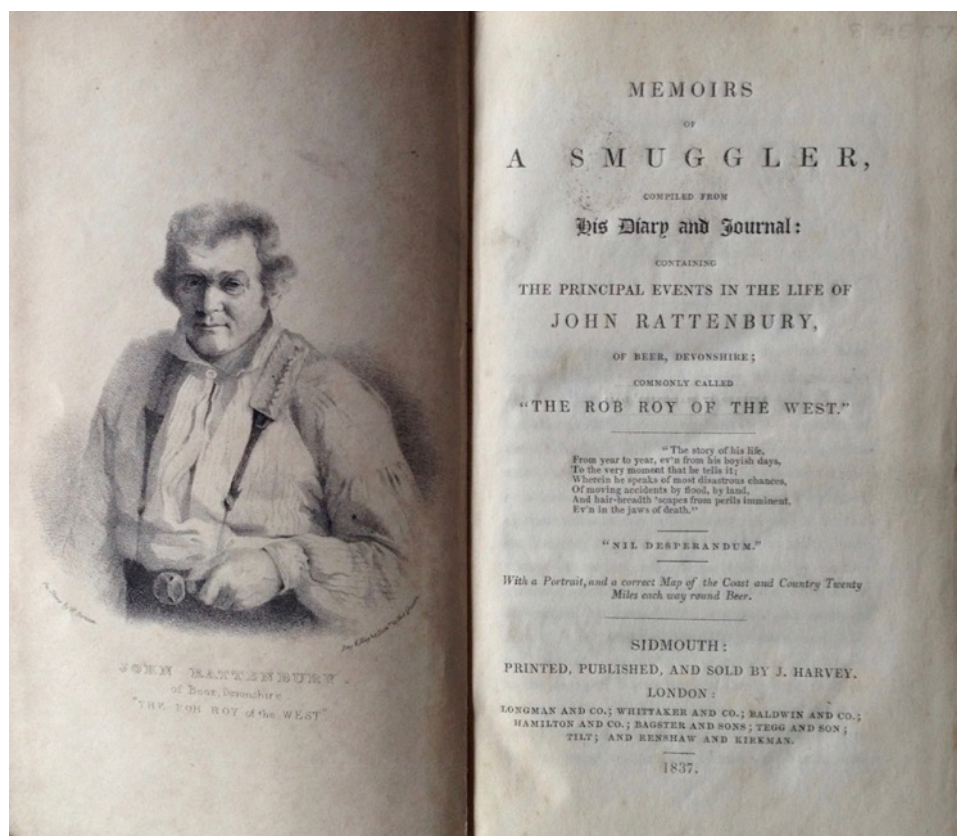 JOHN RATTENBURY.
of Beer, Devonshire
"THE ROB ROY of the WEST"
MEMOIRS
OF
A SMUGGLER,
COMPILED FROM
His Diary and Journal:
CONTAINING
THE PRINCIPAL EVENTS IN THE LIFE OF
JOHN RATTENBURY,
OF BEER, DEVONSHIRE;
COMMONLY CALLED
"THE ROB ROY OF THE WEST."
"The story of his life,
From year to year, ev'n from his boyish days,
To the very moment that he tells it;
Wherein he speaks of most disastrous chances,
Of moving accidents by flood, by land,
And hair-breadth 'scapes from perils imminent,
Ev'n in the jaws of death."
"NIL DESPERANDUM."
With a Portrait, and a correct Map of the Coast and Country Twenty
Miles each way round Beer.
SIDMOUTH:
PRINTED, PUBLISHED, AND SOLD BY J. HARVEY.
LONDON:
LONGMAN AND CO.; WHITTAKER AND CO.; BALDWIN AND CO.;
HAMILTON AND CO.; BAGSTER AND SONS; TEGG AND SON;
TILT; AND RENSHAW AND KIRKMAN.
1837.